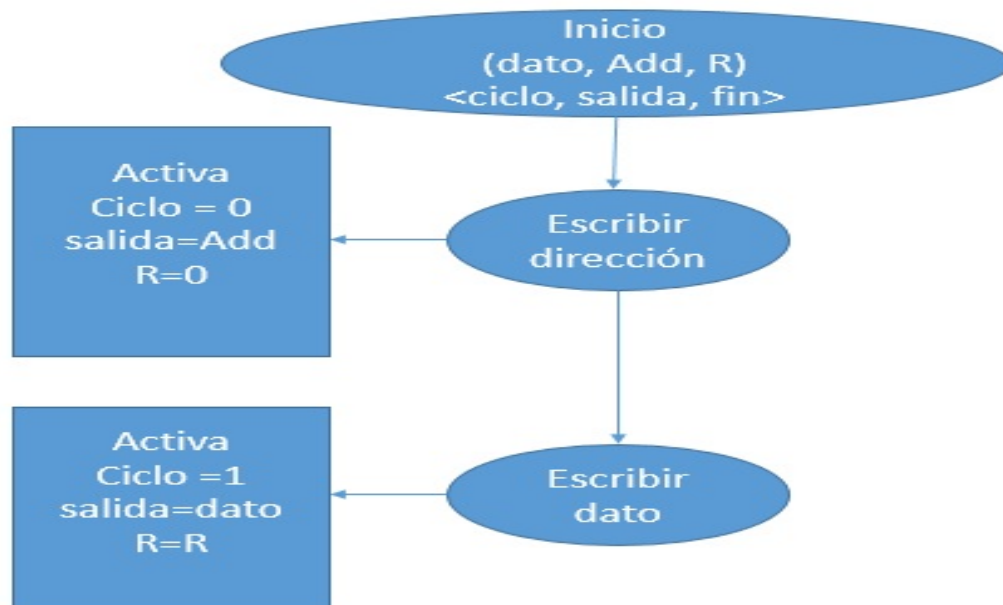 Inicio
(dato, Add, R)
<ciclo, salida, fin>
Activa
Ciclo = 0
salida=Add
R=0
Escribir
dirección
Activa
Ciclo =1
salida=dato
R=R
Escribir
dato